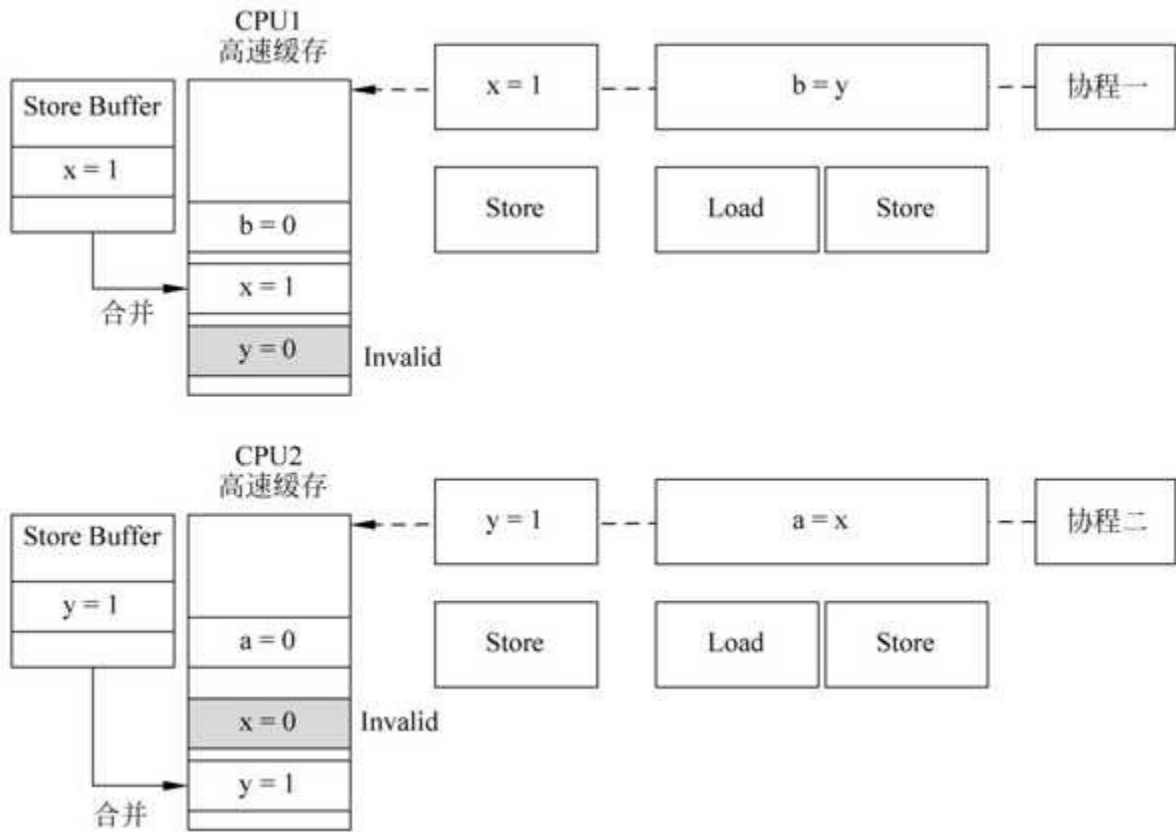 CPU1
高速缓存
x = 1
b = y
协程一
Store Buffer
x = 1
Store
Load
Store
b = 0
x = 1
合并
y = 0
Invalid
CPU2
高速缓存
y = 1
a = x
协程二
Store Buffer
y = 1
Store
Load
Store
a = 0
x = 0
Invalid
y = 1
合并